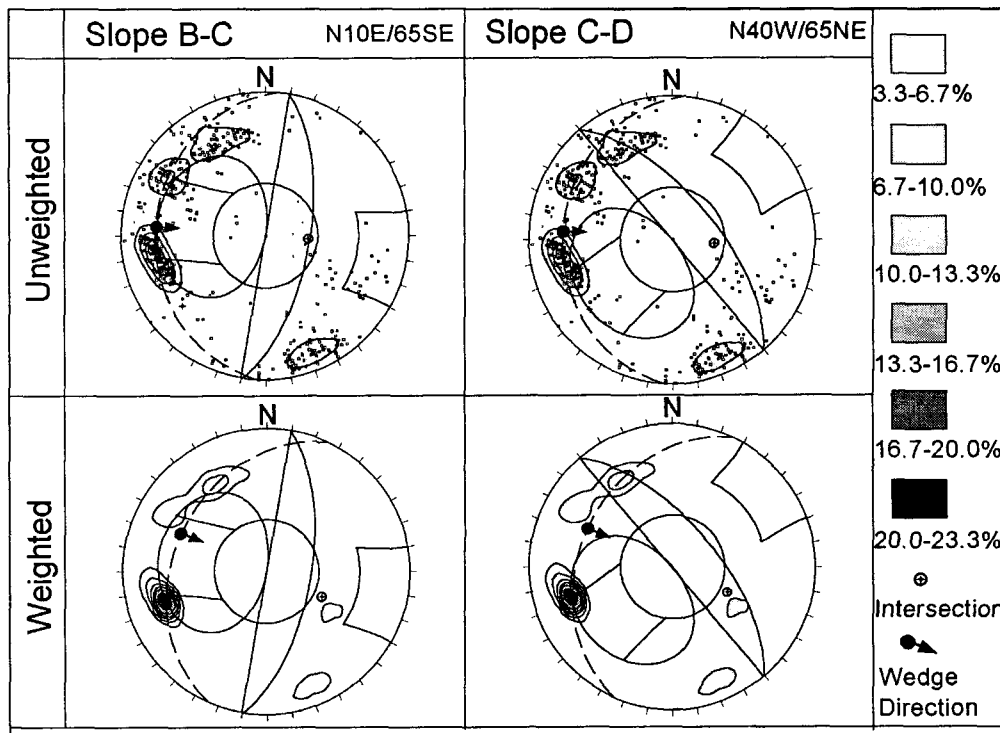 Slope B-C N10E/65SE
Slope C-D N40W/65NE
Unweighted
N
N
Weighted
N
N
3.3-6.7%
6.7-10.0%
10.0-13.3%
13.3-16.7%
16.7-20.0%
20.0-23.3%
Intersection
Wedge
Direction